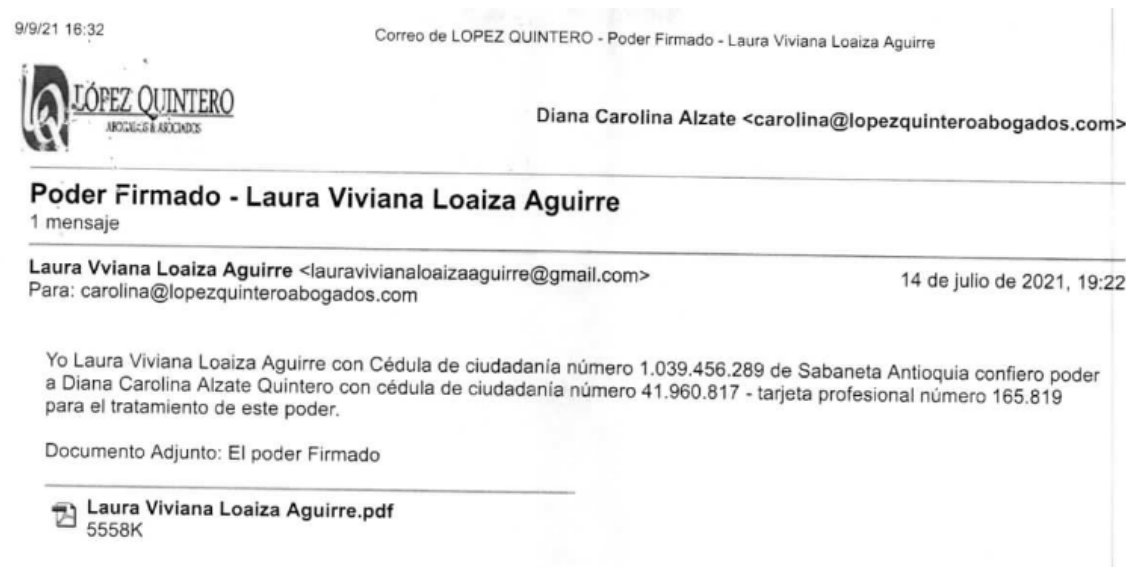 9/9/21 16:32
Correo de LOPEZ QUINTERO - Poder Firmado - Laura Viviana Loaiza Aguirre
LÓPEZ QUINTERO
ABOGADOS & ASOCIADOS
Diana Carolina Alzate <carolina@lopezquinteroabogados.com>
Poder Firmado - Laura Viviana Loaiza Aguirre
1 mensaje
Laura Vviana Loaiza Aguirre <lauravivianaloaizaaguirre@gmail.com>
14 de julio de 2021, 19:22
Para: carolina@lopezquinteroabogados.com
Yo Laura Viviana Loaiza Aguirre con Cédula de ciudadanía número 1.039.456.289 de Sabaneta Antioquia confiero poder
a Diana Carolina Alzate Quintero con cédula de ciudadanía número 41.960.817 - tarjeta profesional número 165.819
para el tratamiento de este poder.
Documento Adjunto: El poder Firmado
Laura Viviana Loaiza Aguirre.pdf
5558K